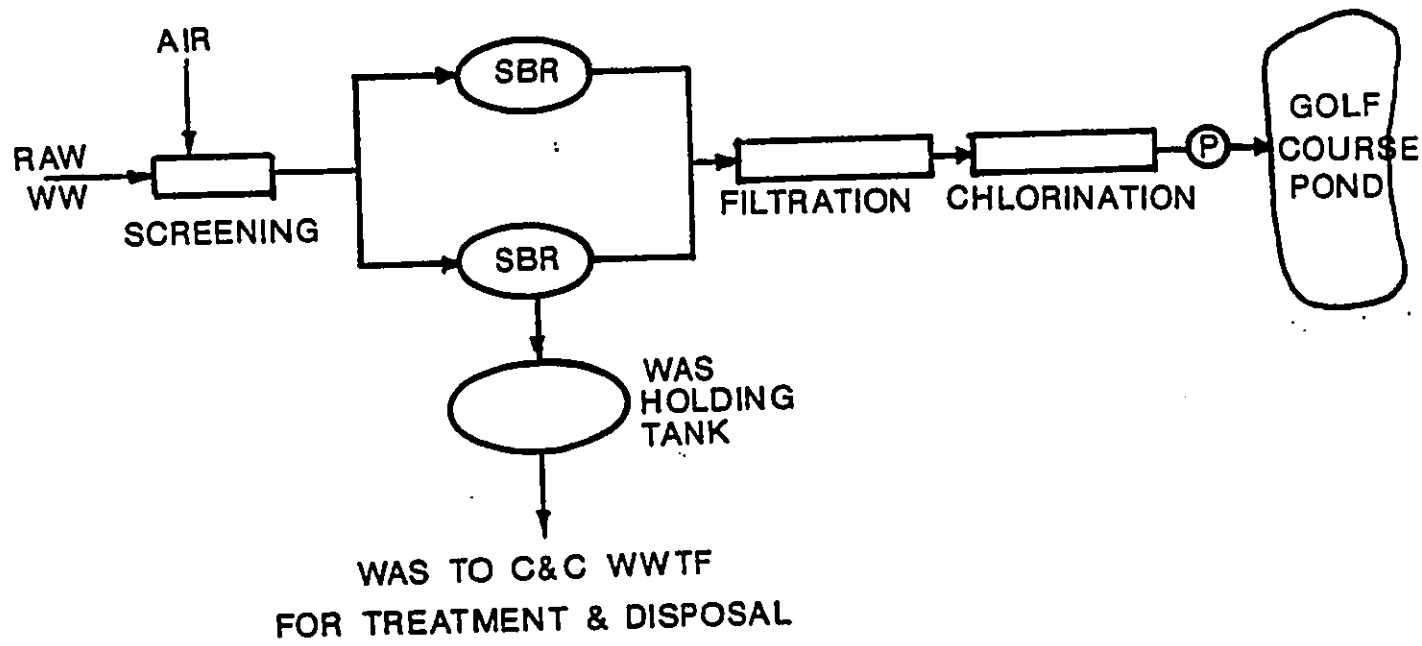 AIR
RAW
WW
SCREENING
SBR
SBR
FILTRATION
CHLORINATION
P
GOLF
COURSE
POND
WAS
HOLDING
TANK
WAS TO C&C WWTF
FOR TREATMENT & DISPOSAL